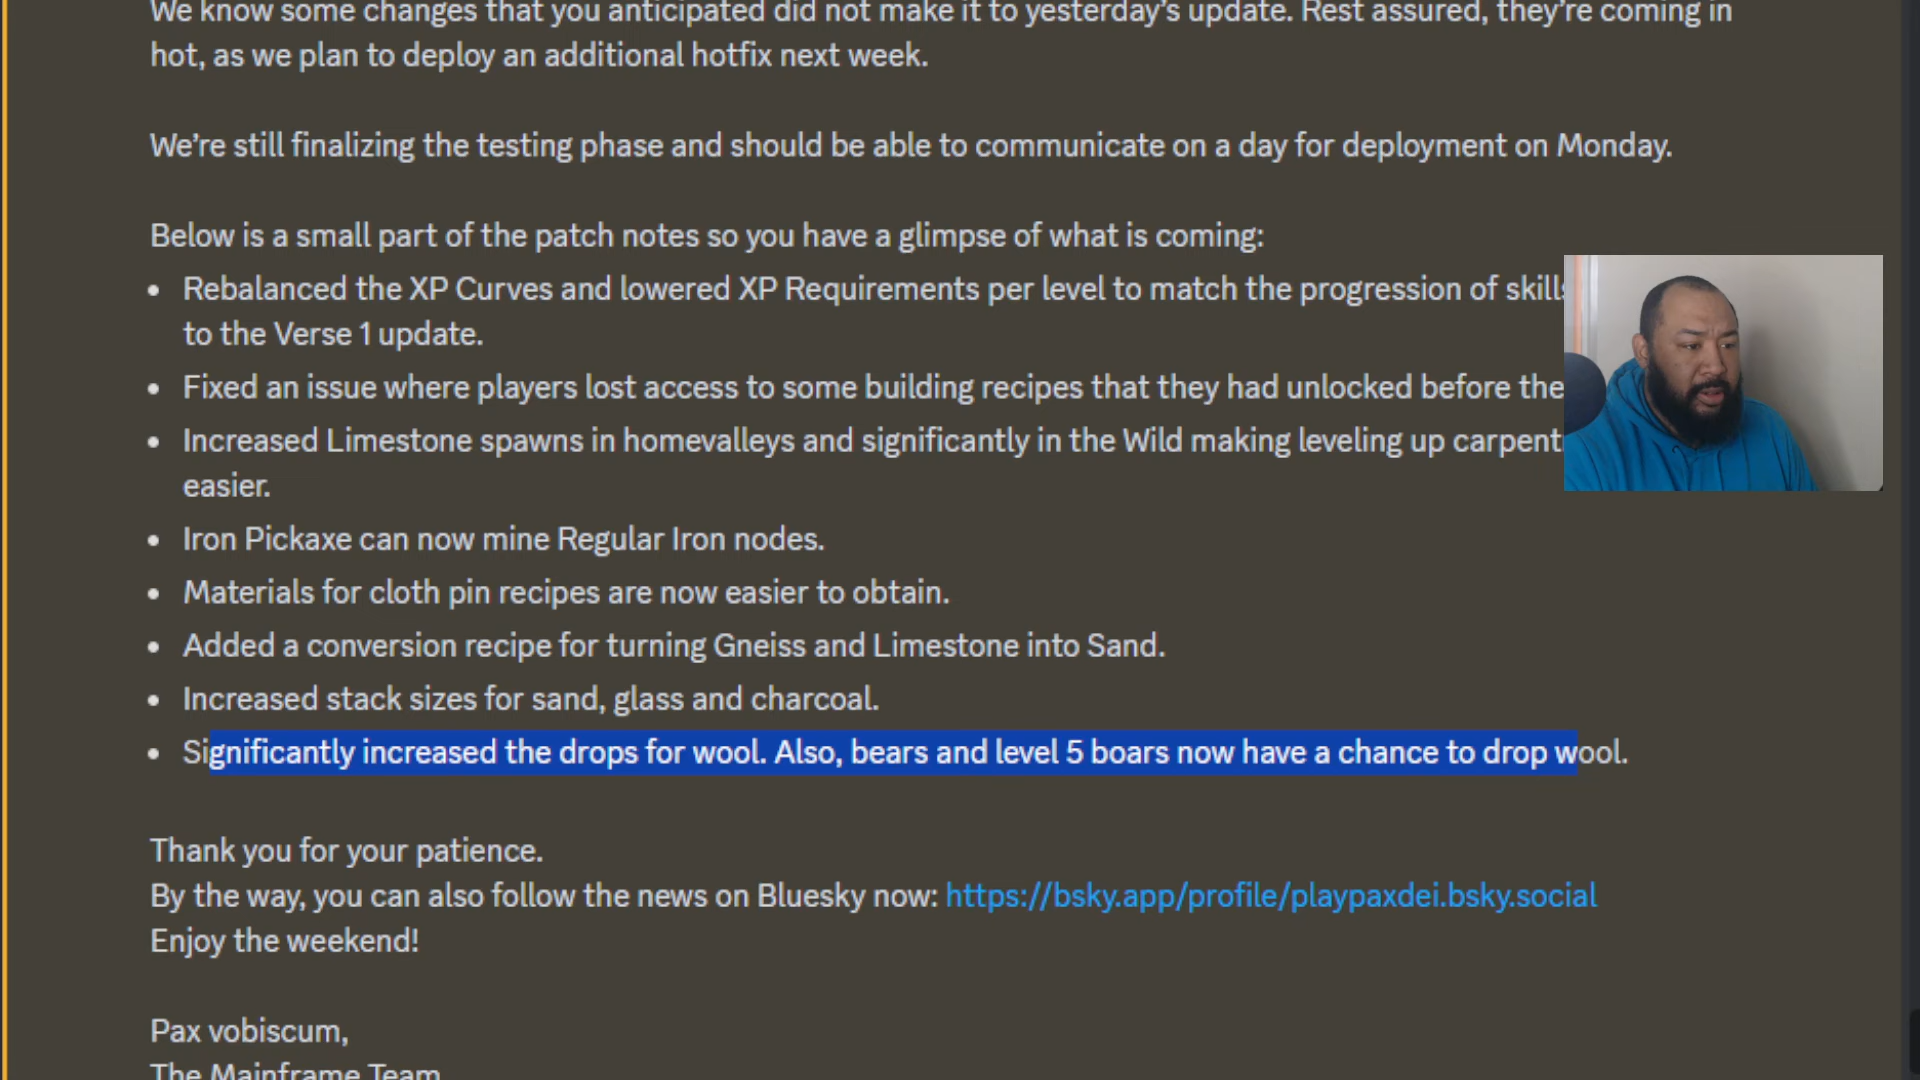 We know some changes that you anticipated did not make it to yesterday’s update. Rest assured, they’re coming in
hot, as we plan to deploy an additional hotfix next week.
We’re still finalizing the testing phase and should be able to communicate on a day for deployment on Monday.
Below is a small part of the patch notes so you have a glimpse of what is coming:
• Rebalanced the XP Curves and lowered XP Requirements per level to match the progression of skills
to the Verse 1 update.
• Fixed an issue where players lost access to some building recipes that they had unlocked before the
• Increased Limestone spawns in homevalleys and significantly in the Wild making leveling up
easier.
• Iron Pickaxe can now mine Regular Iron nodes.
• Materials for cloth pin recipes are now easier to obtain.
• Added a conversion recipe for turning Gneiss and Limestone into Sand.
• Increased stack sizes for sand, glass and charcoal.
• Significantly increased the drops for wool. Also, bears and level 5 boars now have a chance to drop wool.
Thank you for your patience.
By the way, you can also follow the news on Bluesky now: https://bsky.app/profile/playpaxdei.bsky.social
Enjoy the weekend!
Pax vobiscum,
The Mainframe Team